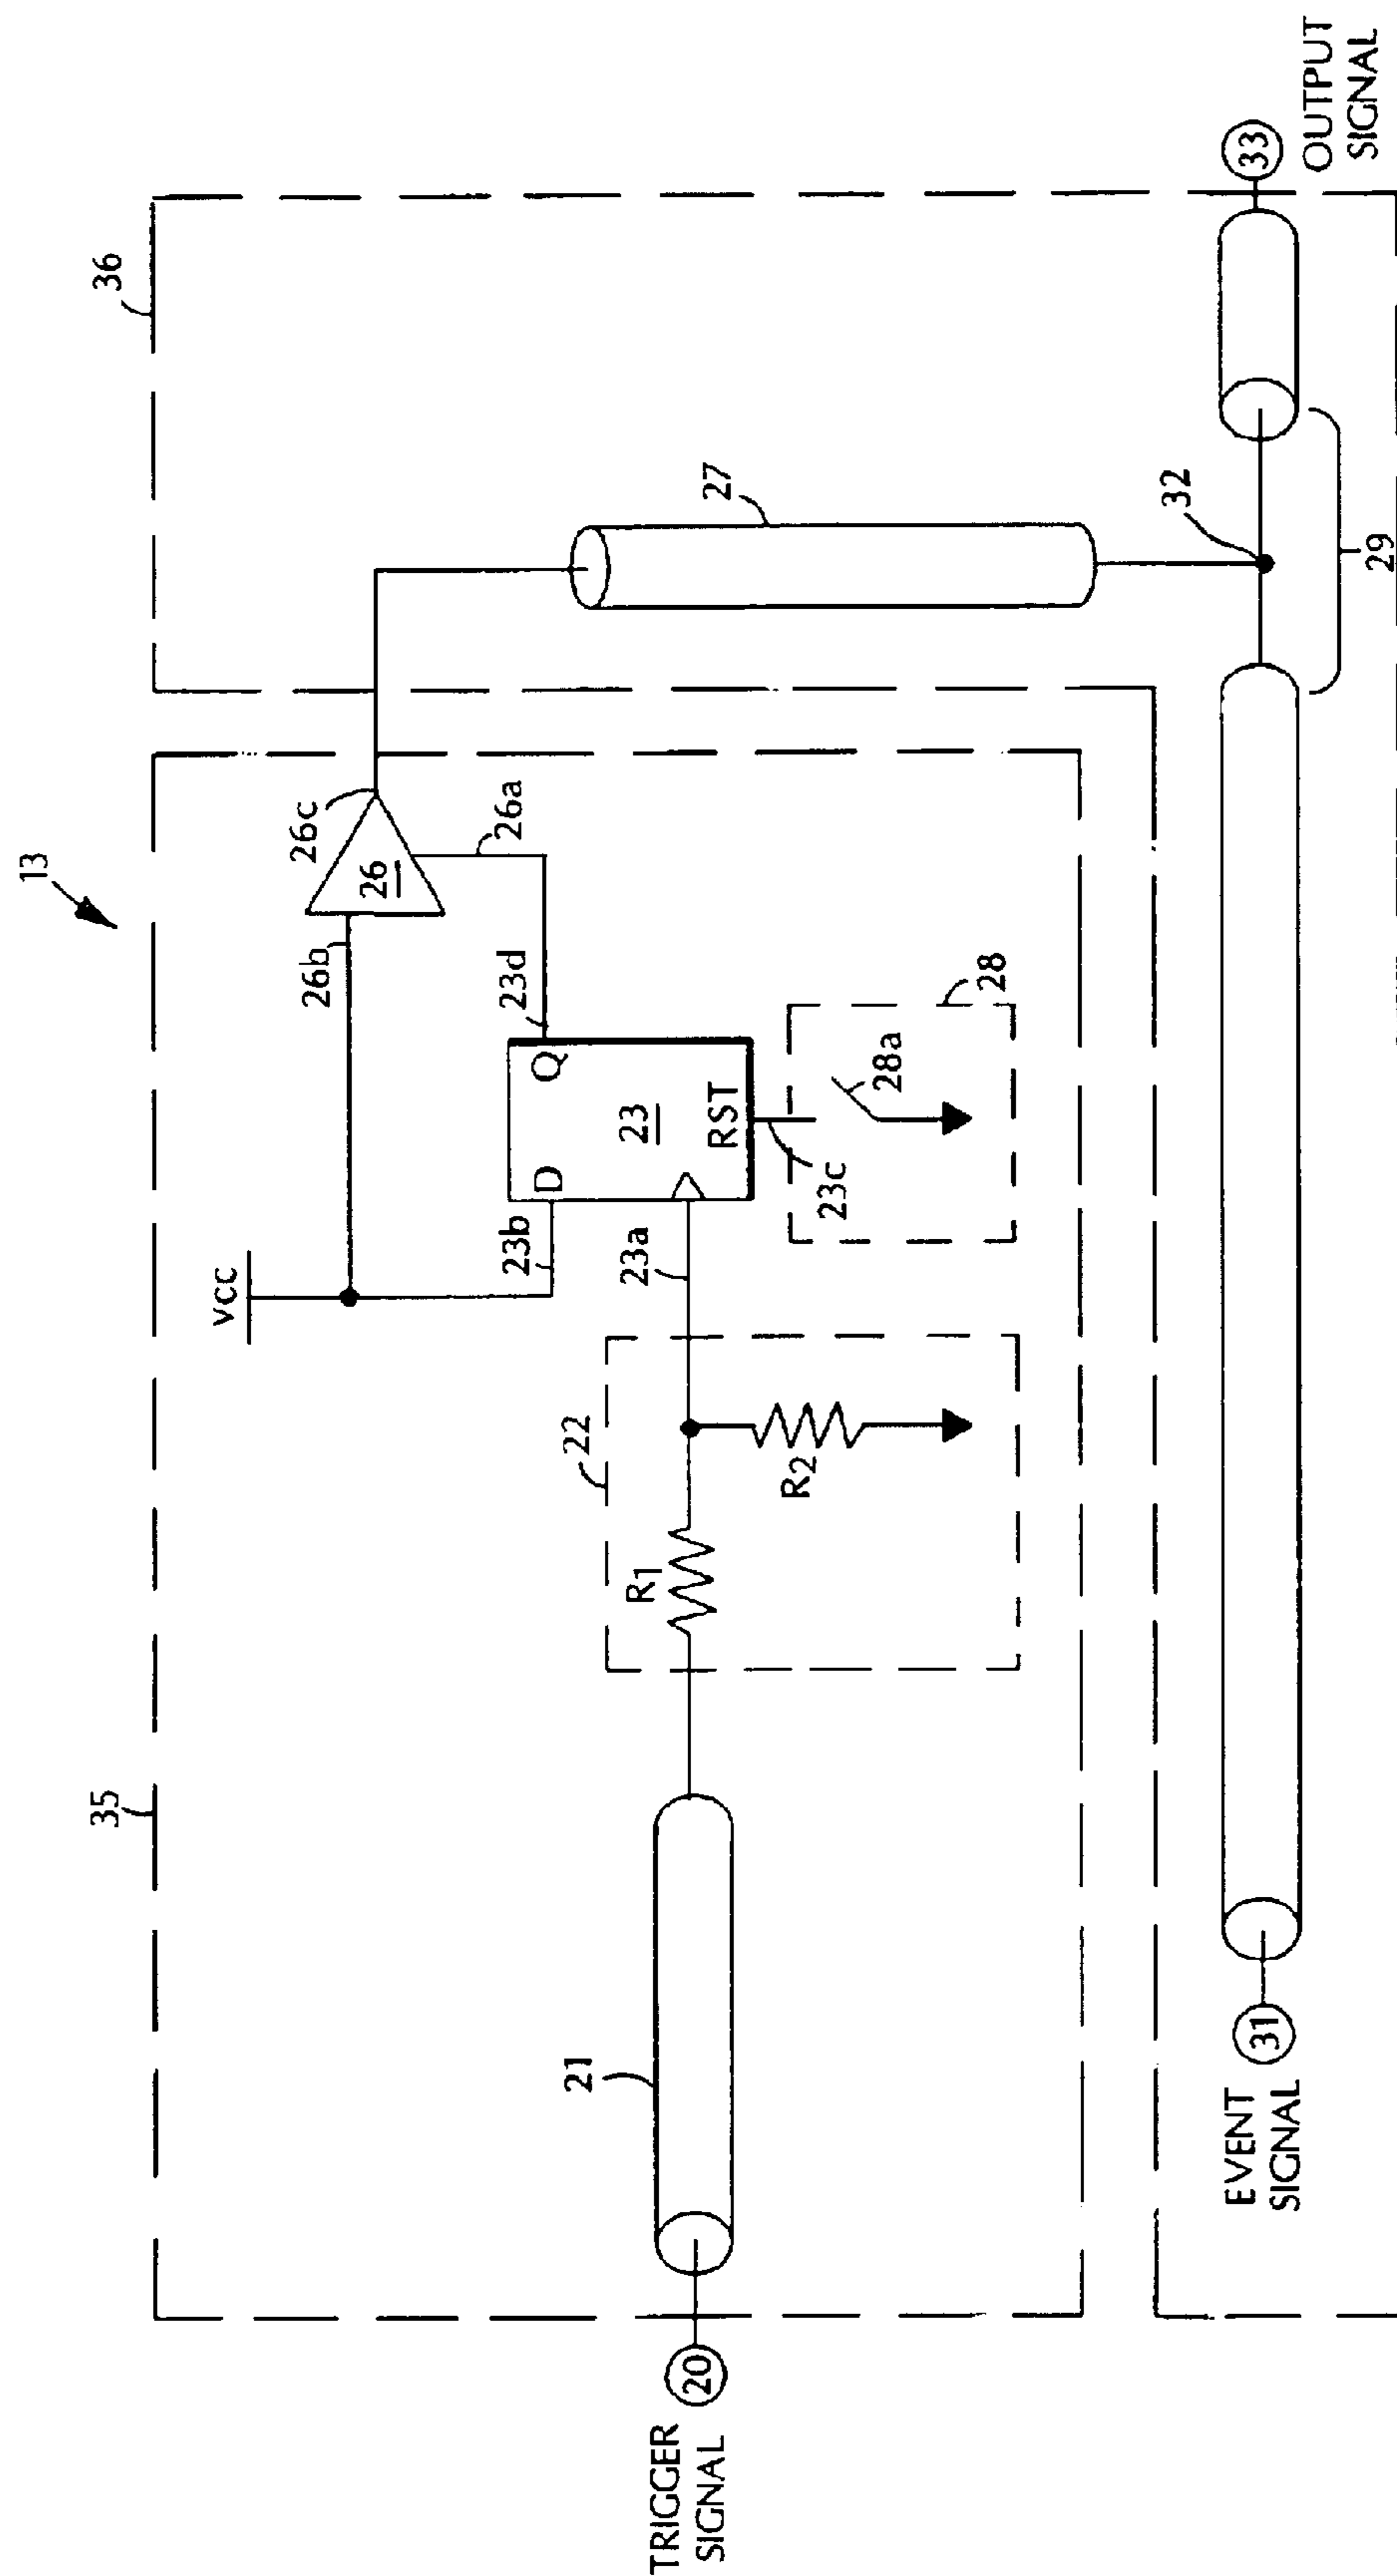 13
35
36
VCC
26b
26
26c
26a
23b
D
Q
23d
23
23a
RST
23c
28
28a
22
R1
R2
21
27
TRIGGER
SIGNAL
20
32
29
EVENT
SIGNAL
31
33
OUTPUT
SIGNAL